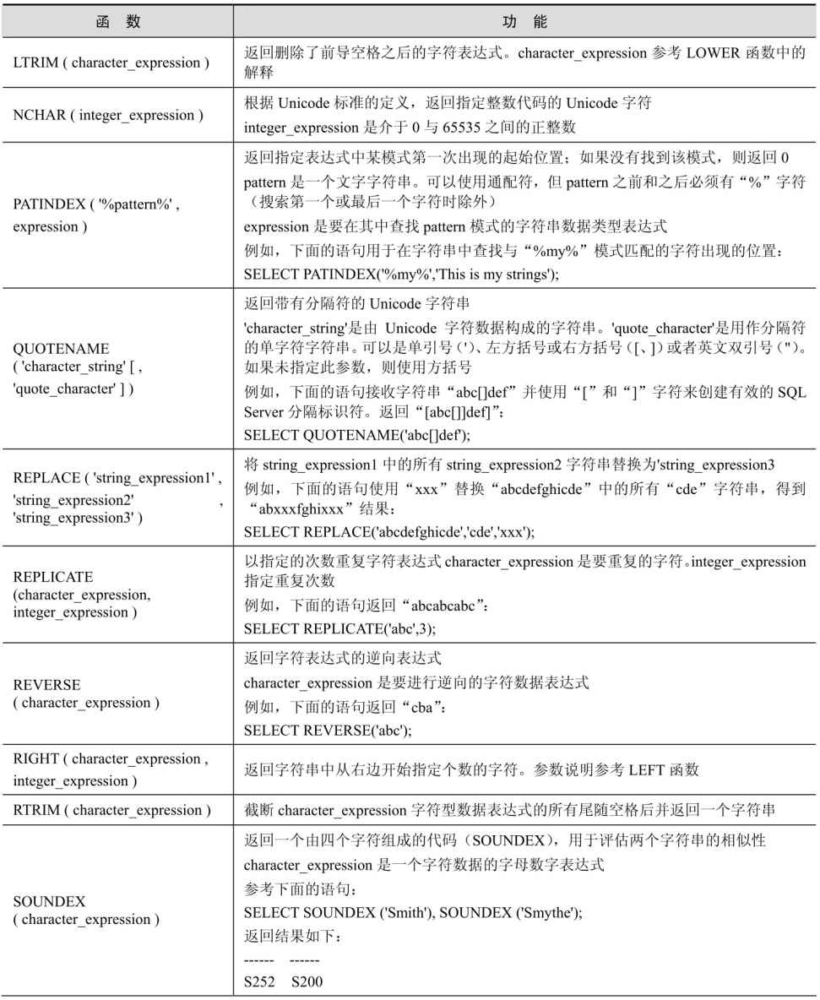 函 数
功 能
LTRIM ( character_expression )
返回删除了前导空格之后的字符表达式。character_expression 参考 LOWER 函数中的
解释
NCHAR ( integer_expression )
根据 Unicode 标准的定义，返回指定整数代码的 Unicode 字符
integer_expression 是介于 0 与 65535 之间的正整数
PATINDEX ( '%pattern%' ,
expression )
返回指定表达式中某模式第一次出现的起始位置；如果没有找到该模式，则返回 0
pattern 是一个文字字符串。可以使用通配符，但 pattern 之前和之后必须有“%”字符
（搜索第一个或最后一个字符时除外）
expression 是要在其中查找 pattern 模式的字符串数据类型表达式
例如，下面的语句用于在字符串中查找与“%my%”模式匹配的字符出现的位置：
SELECT PATINDEX('%my%','This is my strings');
QUOTENAME
( 'character_string' [ ,
'quote_character' ] )
返回带有分隔符的 Unicode 字符串
'character_string'是由 Unicode 字符数据构成的字符串。'quote_character'是用作分隔符
的单字符字符串。可以是单引号（'）、左方括号或右方括号（[、]）或者英文双引号（"）。
如果未指定此参数，则使用方括号
例如，下面的语句接收字符串“abc[]def”并使用“[”和“]”字符来创建有效的 SQL
Server 分隔标识符。返回“[abc[]]def]”：
SELECT QUOTENAME('abc[]def');
REPLACE ( 'string_expression1' ,
'string_expression2' ,
'string_expression3' )
将 string_expression1 中的所有 string_expression2 字符串替换为'string_expression3
例如，下面的语句使用“xxx”替换“abcdefghicde”中的所有“cde”字符串，得到
“abxxxfghixxx”结果：
SELECT REPLACE('abcdefghicde','cde','xxx');
REPLICATE
(character_expression,
integer_expression )
以指定的次数重复字符表达式 character_expression 是要重复的字符。integer_expression
指定重复次数
例如，下面的语句返回“abcabcabc”：
SELECT REPLICATE('abc',3);
REVERSE
( character_expression )
返回字符表达式的逆向表达式
character_expression 是要进行逆向的字符数据表达式
例如，下面的语句返回“cba”：
SELECT REVERSE('abc');
RIGHT ( character_expression ,
integer_expression )
返回字符串中从右边开始指定个数的字符。参数说明参考 LEFT 函数
RTRIM ( character_expression )
截断 character_expression 字符型数据表达式的所有尾随空格后并返回一个字符串
SOUNDEX
( character_expression )
返回一个由四个字符组成的代码（SOUNDEX），用于评估两个字符串的相似性
character_expression 是一个字符数据的字母数字表达式
参考下面的语句：
SELECT SOUNDEX ('Smith'), SOUNDEX ('Smythe');
返回结果如下：
------ ------
S252 S200